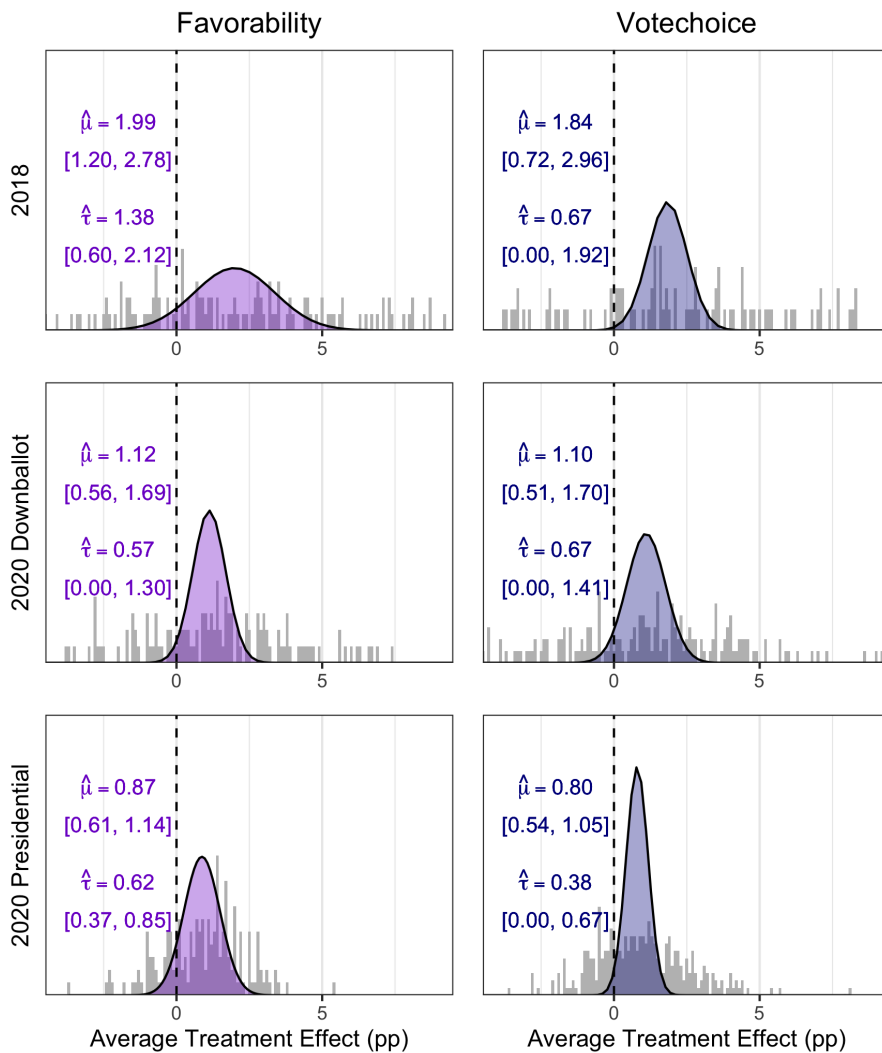 Favorability
Votechoice
2018
μ̂ = 1.99
[1.20, 2.78]
τ̂ = 1.38
[0.60, 2.12]
0 5
μ̂ = 1.84
[0.72, 2.96]
τ̂ = 0.67
[0.00, 1.92]
0 5
2020 Downballot
μ̂ = 1.12
[0.56, 1.69]
τ̂ = 0.57
[0.00, 1.30]
0 5
μ̂ = 1.10
[0.51, 1.70]
τ̂ = 0.67
[0.00, 1.41]
0 5
2020 Presidential
μ̂ = 0.87
[0.61, 1.14]
τ̂ = 0.62
[0.37, 0.85]
0 5
Average Treatment Effect (pp)
μ̂ = 0.80
[0.54, 1.05]
τ̂ = 0.38
[0.00, 0.67]
0 5
Average Treatment Effect (pp)